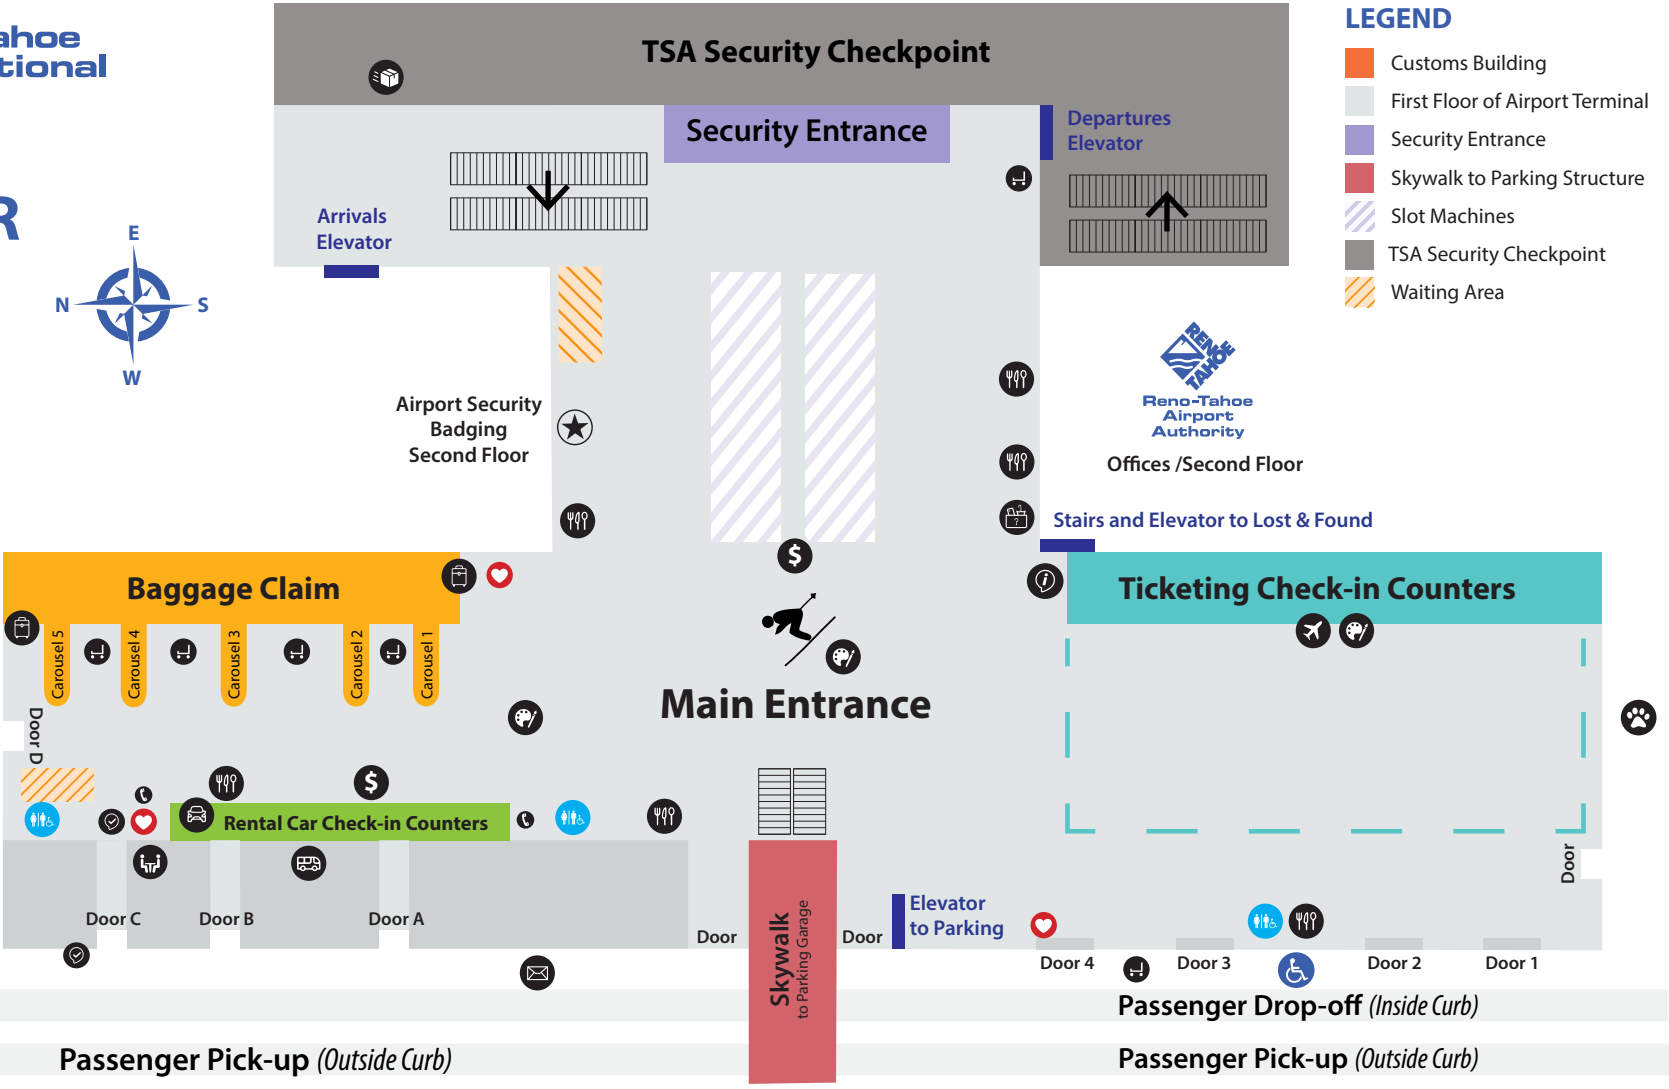 ahoe
tional
R
E
N
S
W
TSA Security Checkpoint
Security Entrance
Departures
Elevator
Arrivals
Elevator
LEGEND
Customs Building
First Floor of Airport Terminal
Security Entrance
Skywalk to Parking Structure
Slot Machines
TSA Security Checkpoint
Waiting Area
Airport Security
Badging
Second Floor
RENO
TAHOE
Reno-Tahoe
Airport
Authority
Offices /Second Floor
Stairs and Elevator to Lost & Found
Baggage Claim
Carousel 5
Carousel 4
Carousel 3
Carousel 2
Carousel 1
$
?
i
Ticketing Check-in Counters
Main Entrance
Door D
$
Rental Car Check-in Counters
Door C
Door B
Door A
Door
Skywalk
to Parking Garage
Door
Elevator
to Parking
Door
Door 4
Door 3
Door 2
Door 1
Passenger Drop-off (Inside Curb)
Passenger Pick-up (Outside Curb)
Passenger Pick-up (Outside Curb)